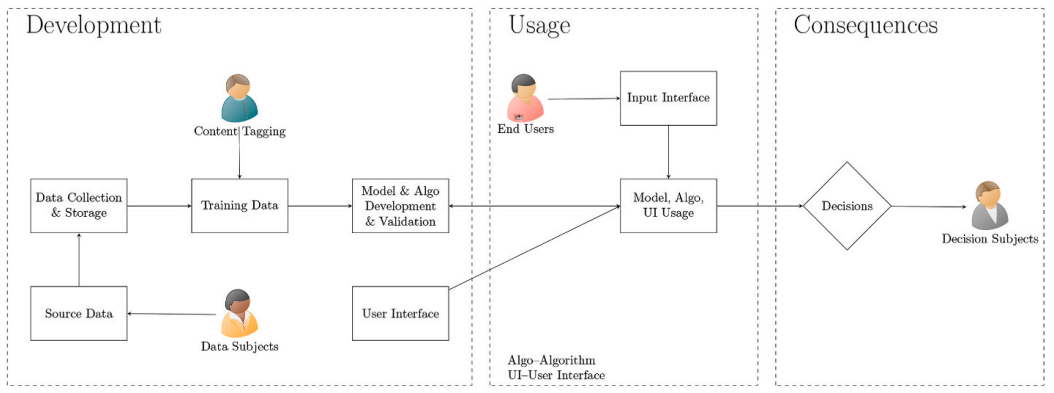 Development
Content Tagging
Data Collection
& Storage
Training Data
Model & Algo
Development
& Validation
Source Data
Data Subjects
User Interface
Usage
End Users
Input Interface
Model, Algo,
UI Usage
Algo–Algorithm
UI–User Interface
Consequences
Decisions
Decision Subjects